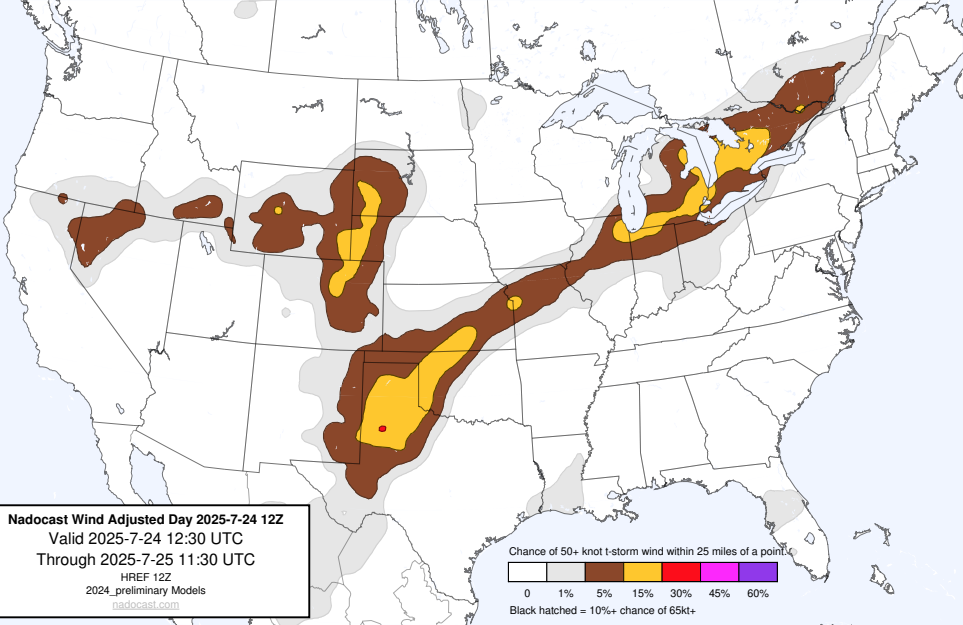 Nadocast Wind Adjusted Day 2025-7-24 12Z
Valid 2025-7-24 12:30 UTC
Through 2025-7-25 11:30 UTC
HREF 12Z
2024_preliminary Models
nadocast.com
Chance of 50+ knot t-storm wind within 25 miles of a point.
0 1% 5% 15% 30% 45% 60%
Black hatched = 10%+ chance of 65kt+